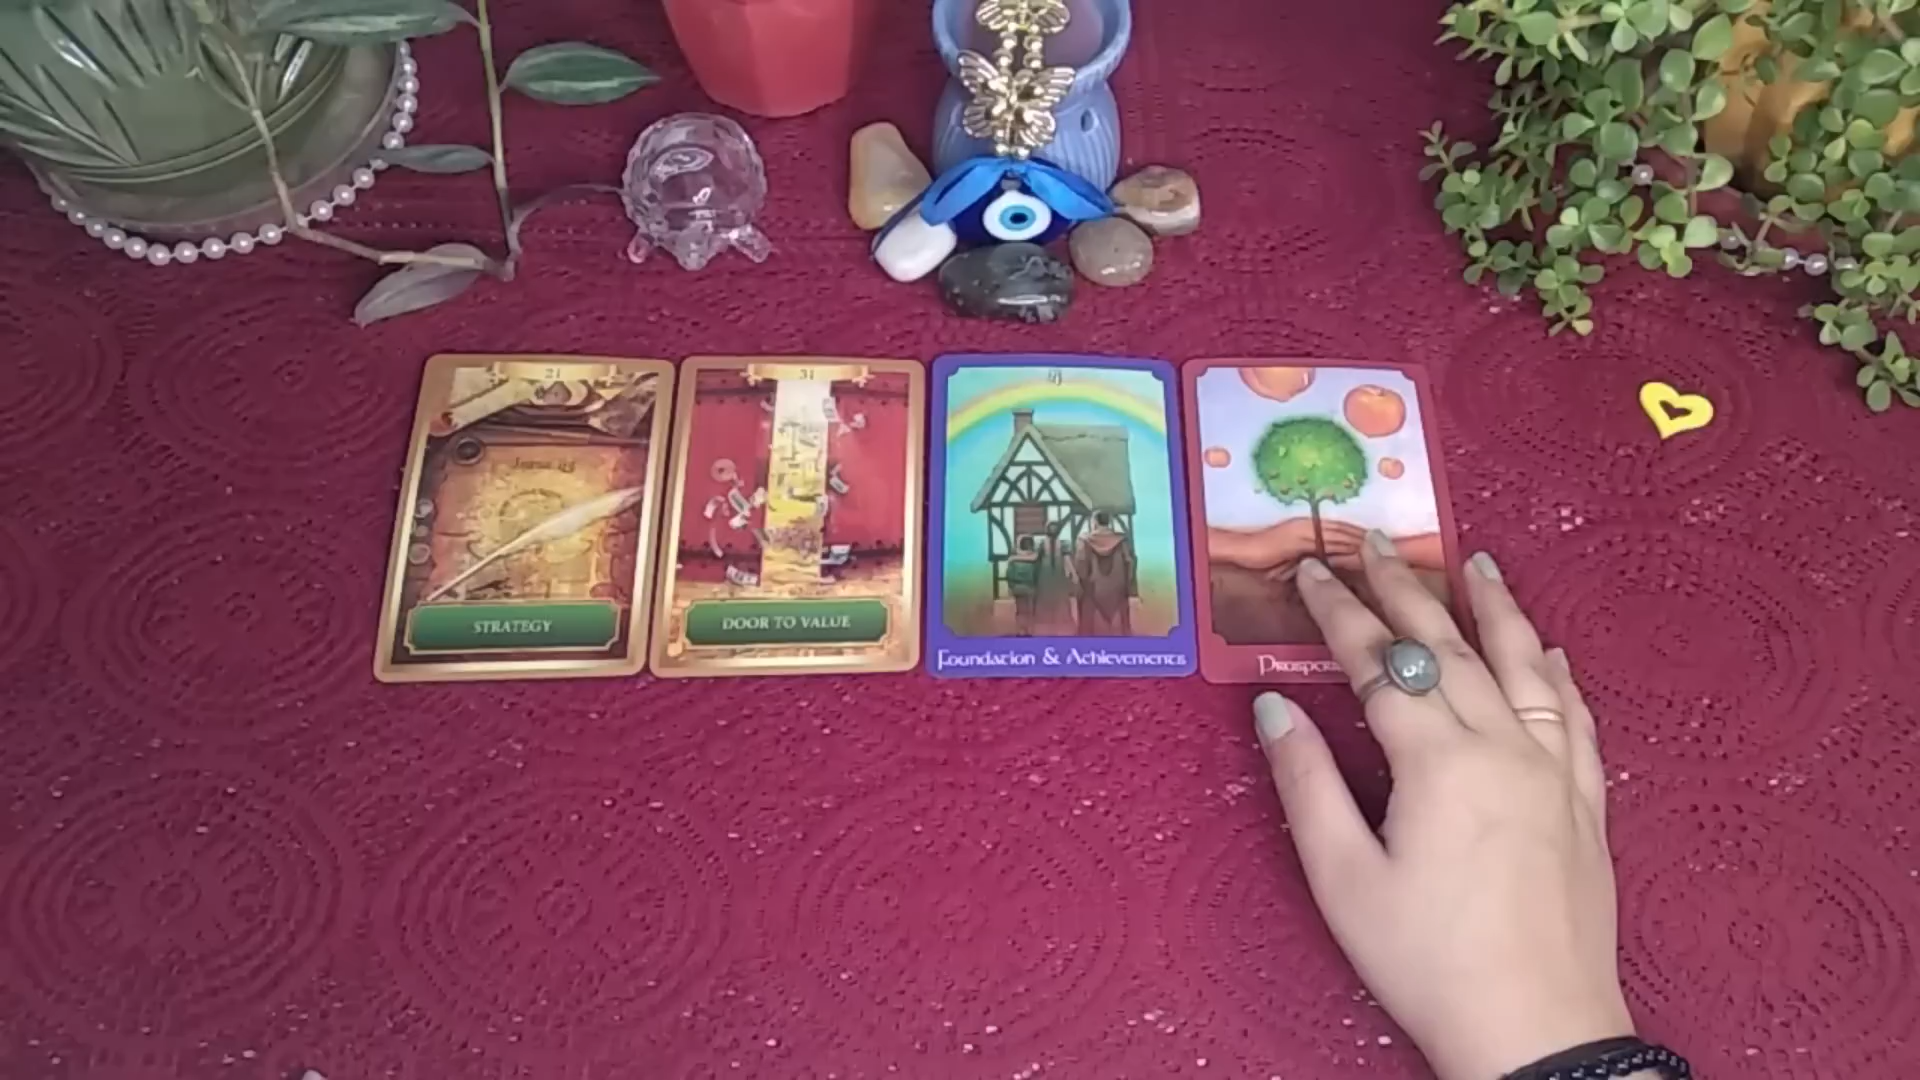 21
STRATEGY
31
DOOR TO VALUE
Foundation & Achievements